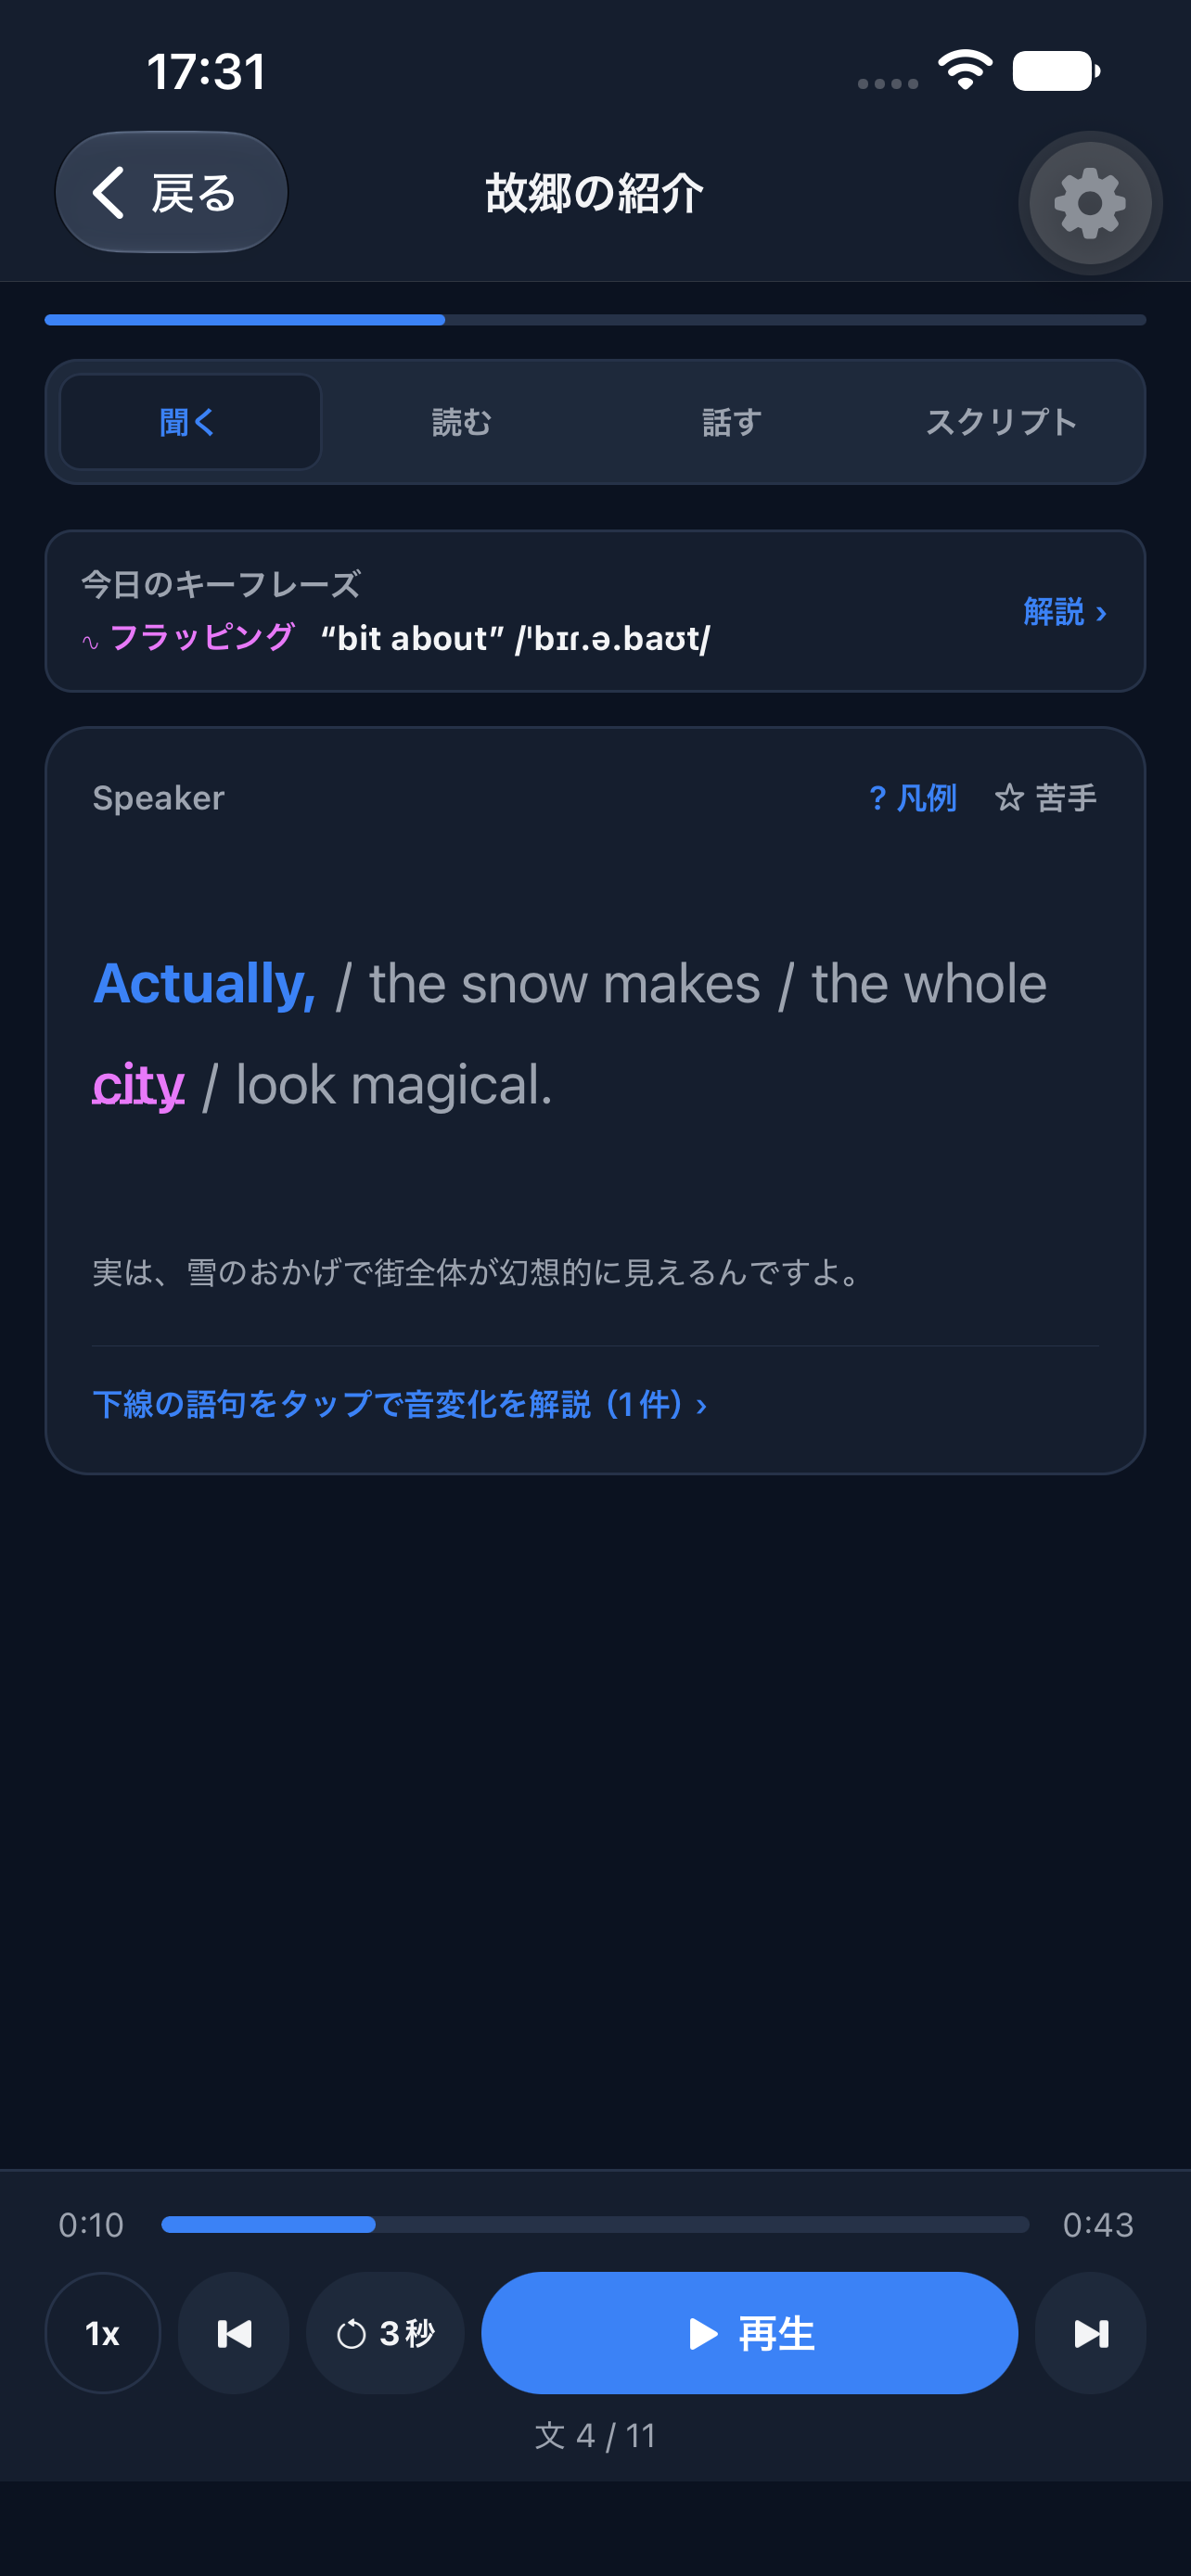 17:31
戻る
故郷の紹介
聞く
読む
話す
スクリプト
今日のキーフレーズ
フラッピング “bit about” /ˈbɪɾ.ə.baʊt/
解説 ›
Speaker
? 凡例
☆ 苦手
Actually, / the snow makes / the whole
city / look magical.
実は、雪のおかげで街全体が幻想的に見えるんですよ。
下線の語句をタップで音変化を解説（1件）›
0:10
0:43
1x
3秒
再生
文 4 / 11